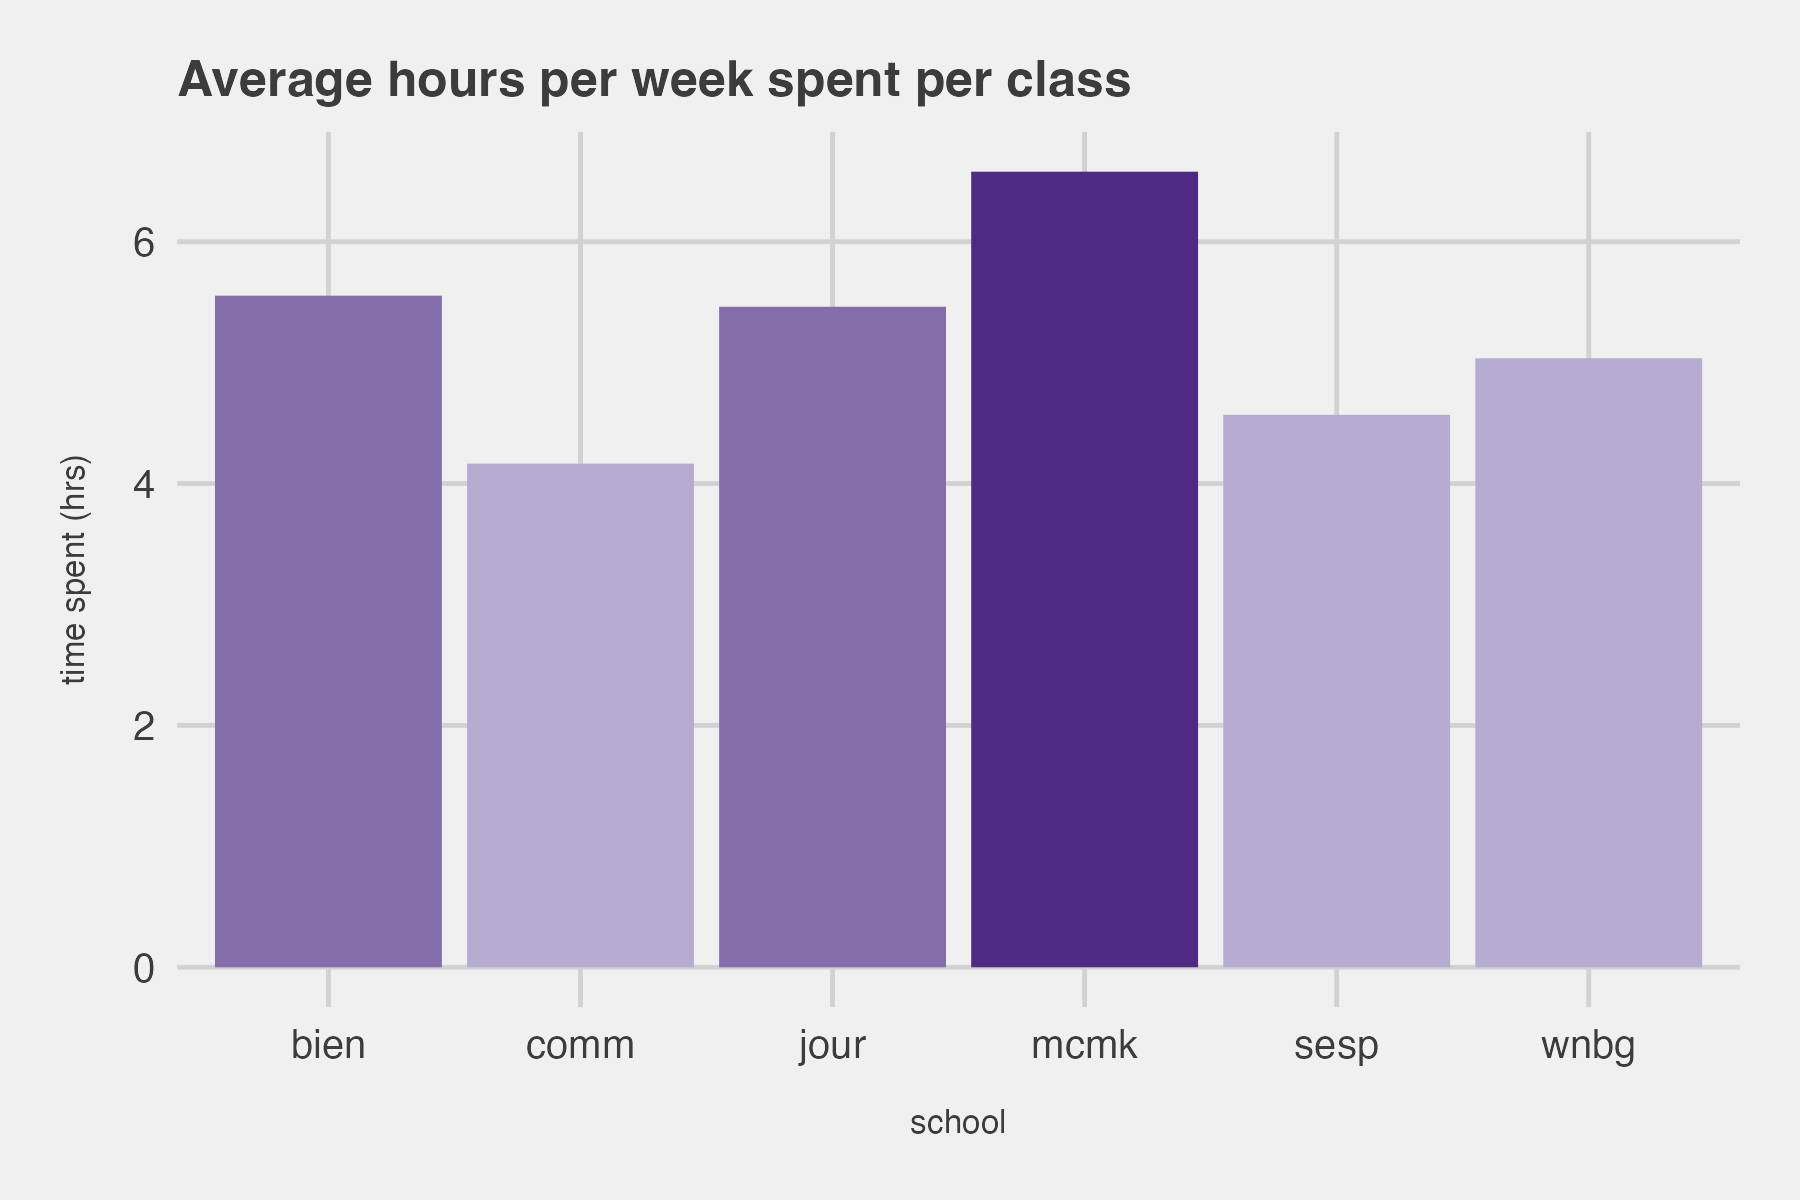 Average hours per week spent per class
time spent (hrs)
6
4
2
0
bien comm jour mcmk sesp wnbg
school